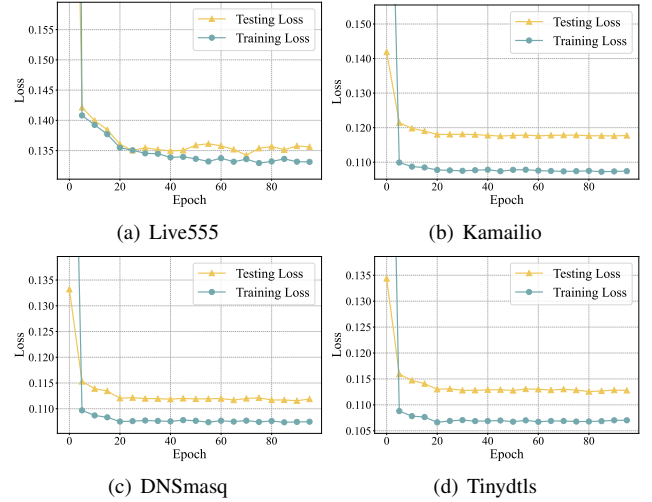 0.155
0.150
0.145
0.140
0.135
Loss
Testing Loss
Training Loss
0 20 40 60 80
Epoch
(a) Live555
0.150
0.140
0.130
0.120
0.110
Loss
Testing Loss
Training Loss
0 20 40 60 80
Epoch
(b) Kamailio
0.135
0.130
0.125
0.120
0.115
0.110
Loss
Testing Loss
Training Loss
0 20 40 60 80
Epoch
(c) DNSmasq
0.135
0.130
0.125
0.120
0.115
0.110
0.105
Loss
Testing Loss
Training Loss
0 20 40 60 80
Epoch
(d) Tinydtls